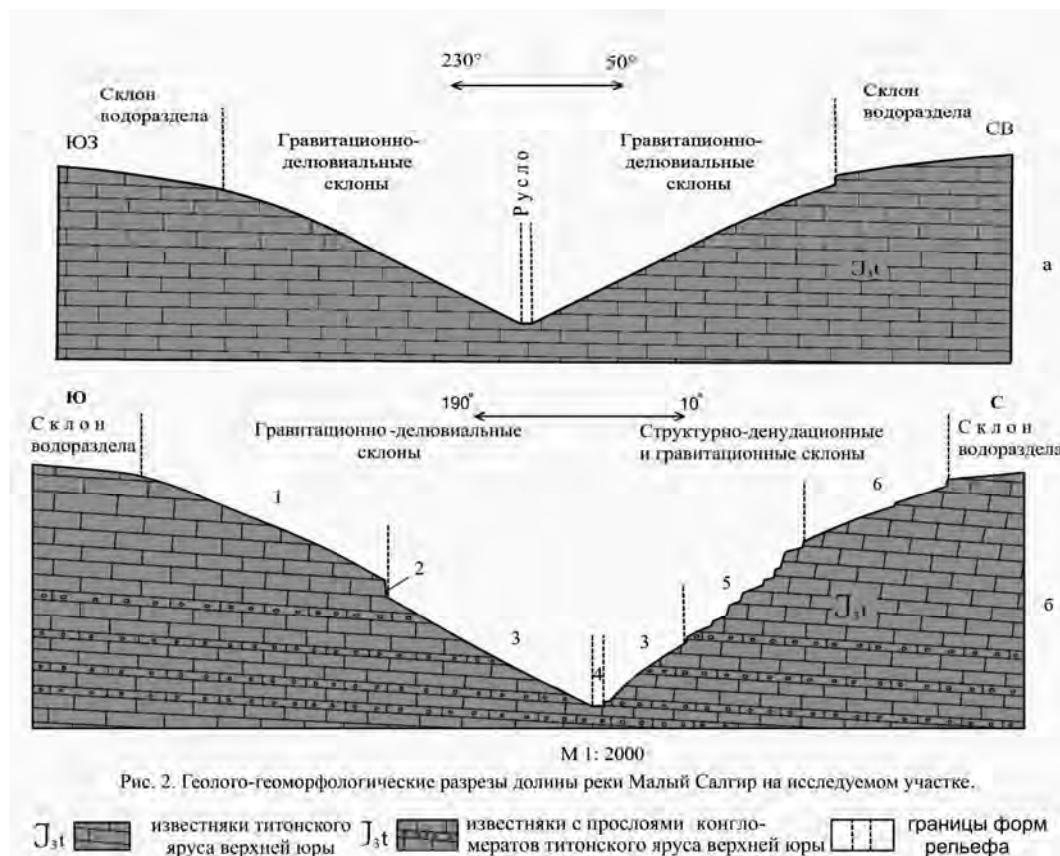 230° 50°
Склон
водораздела
Склон
водораздела
ЮЗ
СВ
Гравитационно-
делювиальные
склоны
Русло
Гравитационно-
делювиальные
склоны
J₃t
а
Ю
190° 10°
С
Склон
водораздела
Гравитационно-делювиальные
склоны
Структурно-денудационные
и гравитационные склоны
Склон
водораздела
1
2
3
4
3
5
6
J₃t
б
М 1: 2000
Рис. 2. Геолого-геоморфологические разрезы долины реки Малый Салгир на исследуемом участке.
J₃t известняки титонского
яруса верхней юры
J₃t известняки с прослоями конгло-
мератов титонского яруса верхней юры
границы форм
рельефа